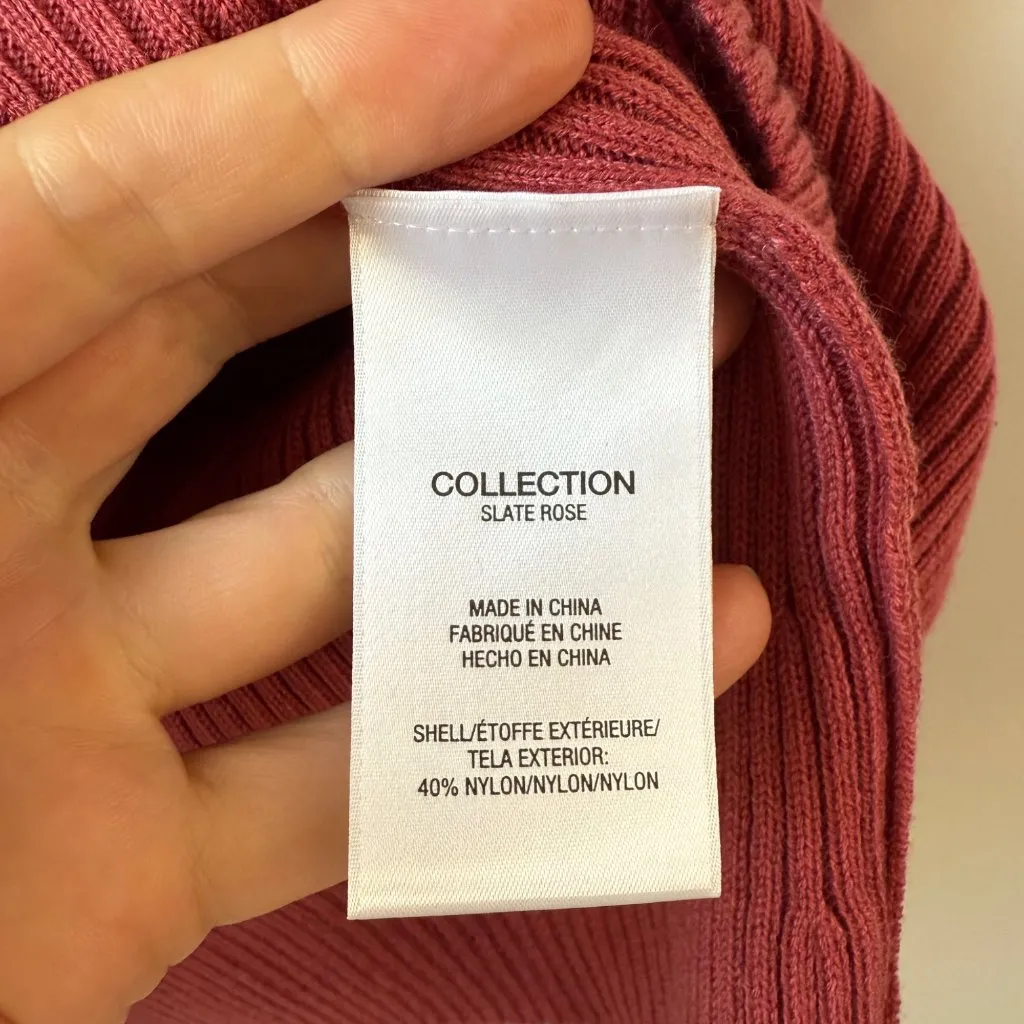 COLLECTION
SLATE ROSE
MADE IN CHINA
FABRIQUÉ EN CHINE
HECHO EN CHINA
SHELL/ÉTOFFE EXTÉRIEURE/
TELA EXTERIOR:
40% NYLON/NYLON/NYLON